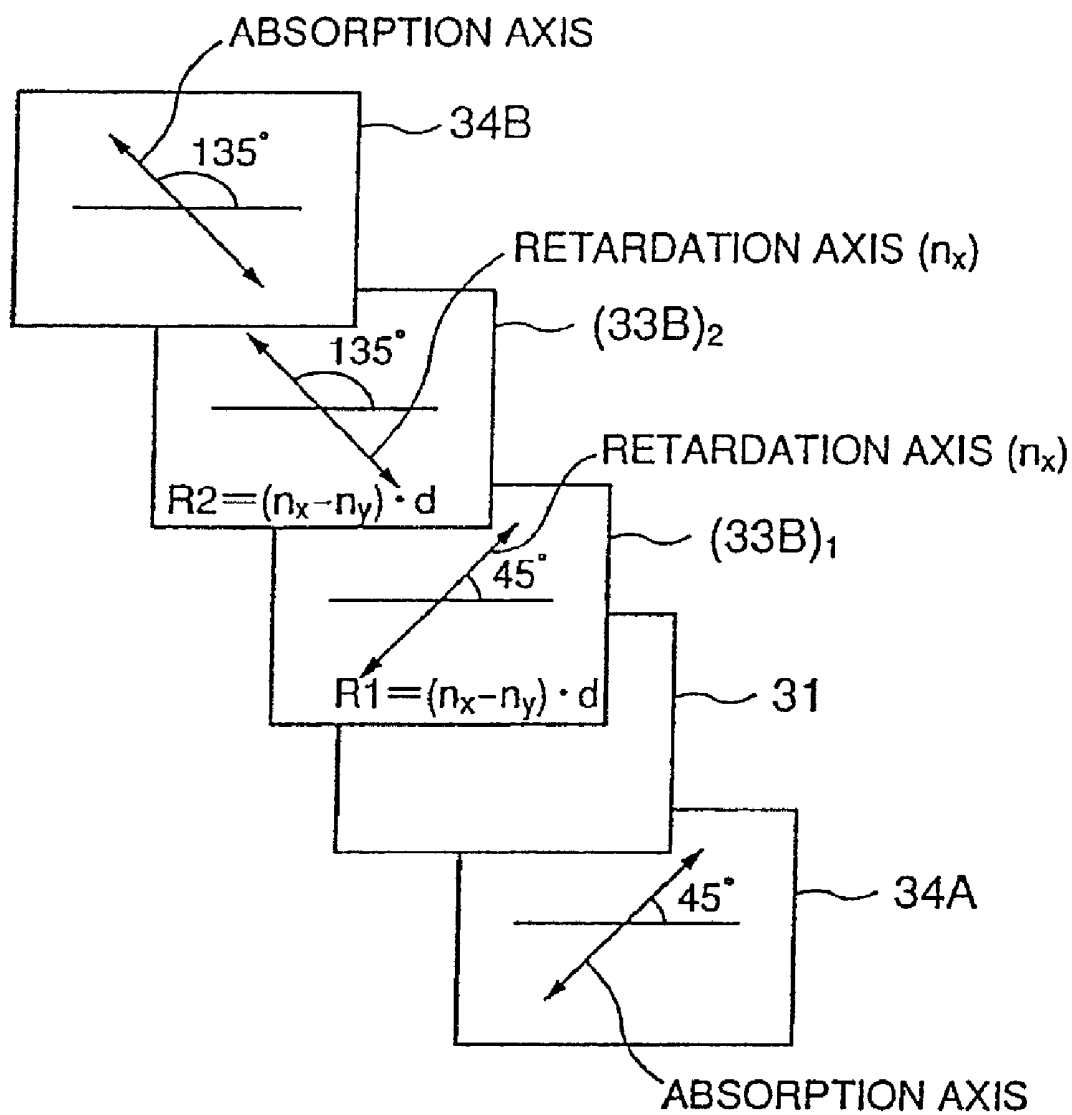 ABSORPTION AXIS
34B
135°
RETARDATION AXIS (nx)
(33B)2
135°
RETARDATION AXIS (nx)
R2=(nx-ny)·d
(33B)1
45°
31
R1=(nx-ny)·d
34A
45°
ABSORPTION AXIS